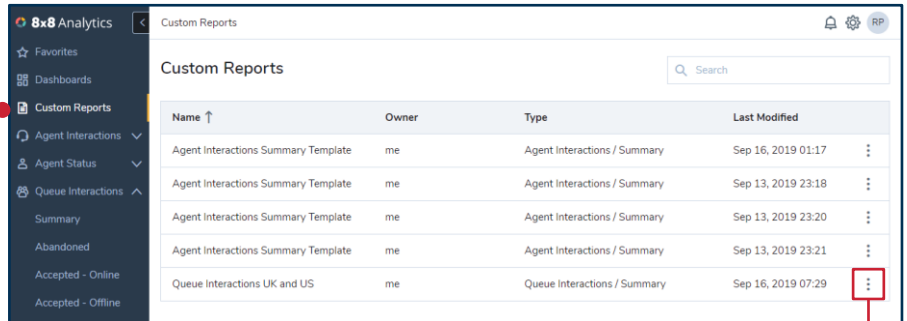 8x8 Analytics
Favorites
Dashboards
Custom Reports
Agent Interactions
Agent Status
Queue Interactions
Summary
Abandoned
Accepted - Online
Accepted - Offline
Custom Reports
RP
Custom Reports
Search
Name Owner Type Last Modified
Agent Interactions Summary Template me Agent Interactions / Summary Sep 16, 2019 01:17
Agent Interactions Summary Template me Agent Interactions / Summary Sep 13, 2019 23:18
Agent Interactions Summary Template me Agent Interactions / Summary Sep 13, 2019 23:20
Agent Interactions Summary Template me Agent Interactions / Summary Sep 13, 2019 23:21
Queue Interactions UK and US me Queue Interactions / Summary Sep 16, 2019 07:29